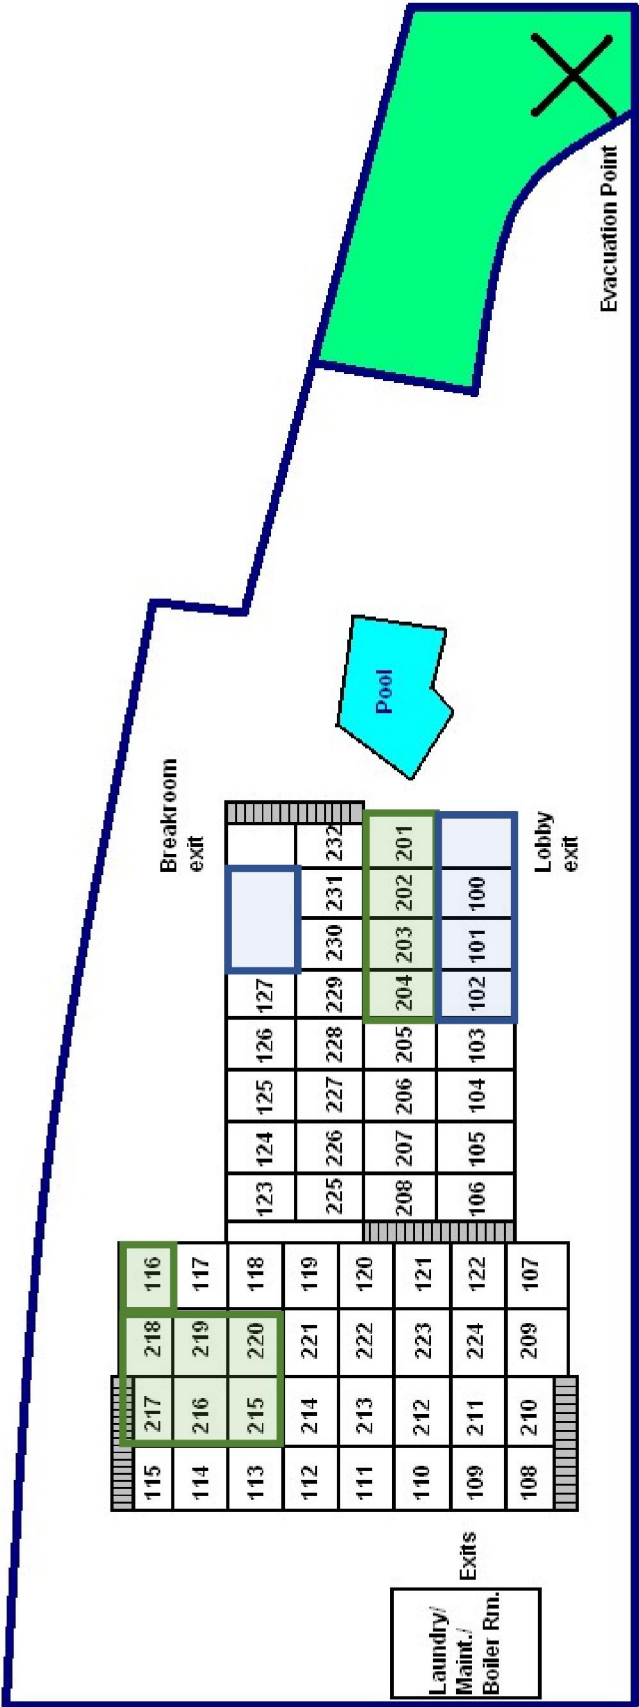 115 217 218 116
Breakroom
exit
114 216 219 117
113 215 220 118
123 124 125 126 127
112 214 221 119
225 226 227 228 229 230 231 232
111 213 222 120
Pool
208 207 206 205 204 203 202 201
110 212 223 121
Laundry/
Maint./
Boiler Rm.
Exits
109 211 224 122
106 105 104 103 102 101 100
108 210 209 107
Lobby
exit
Evacuation Point